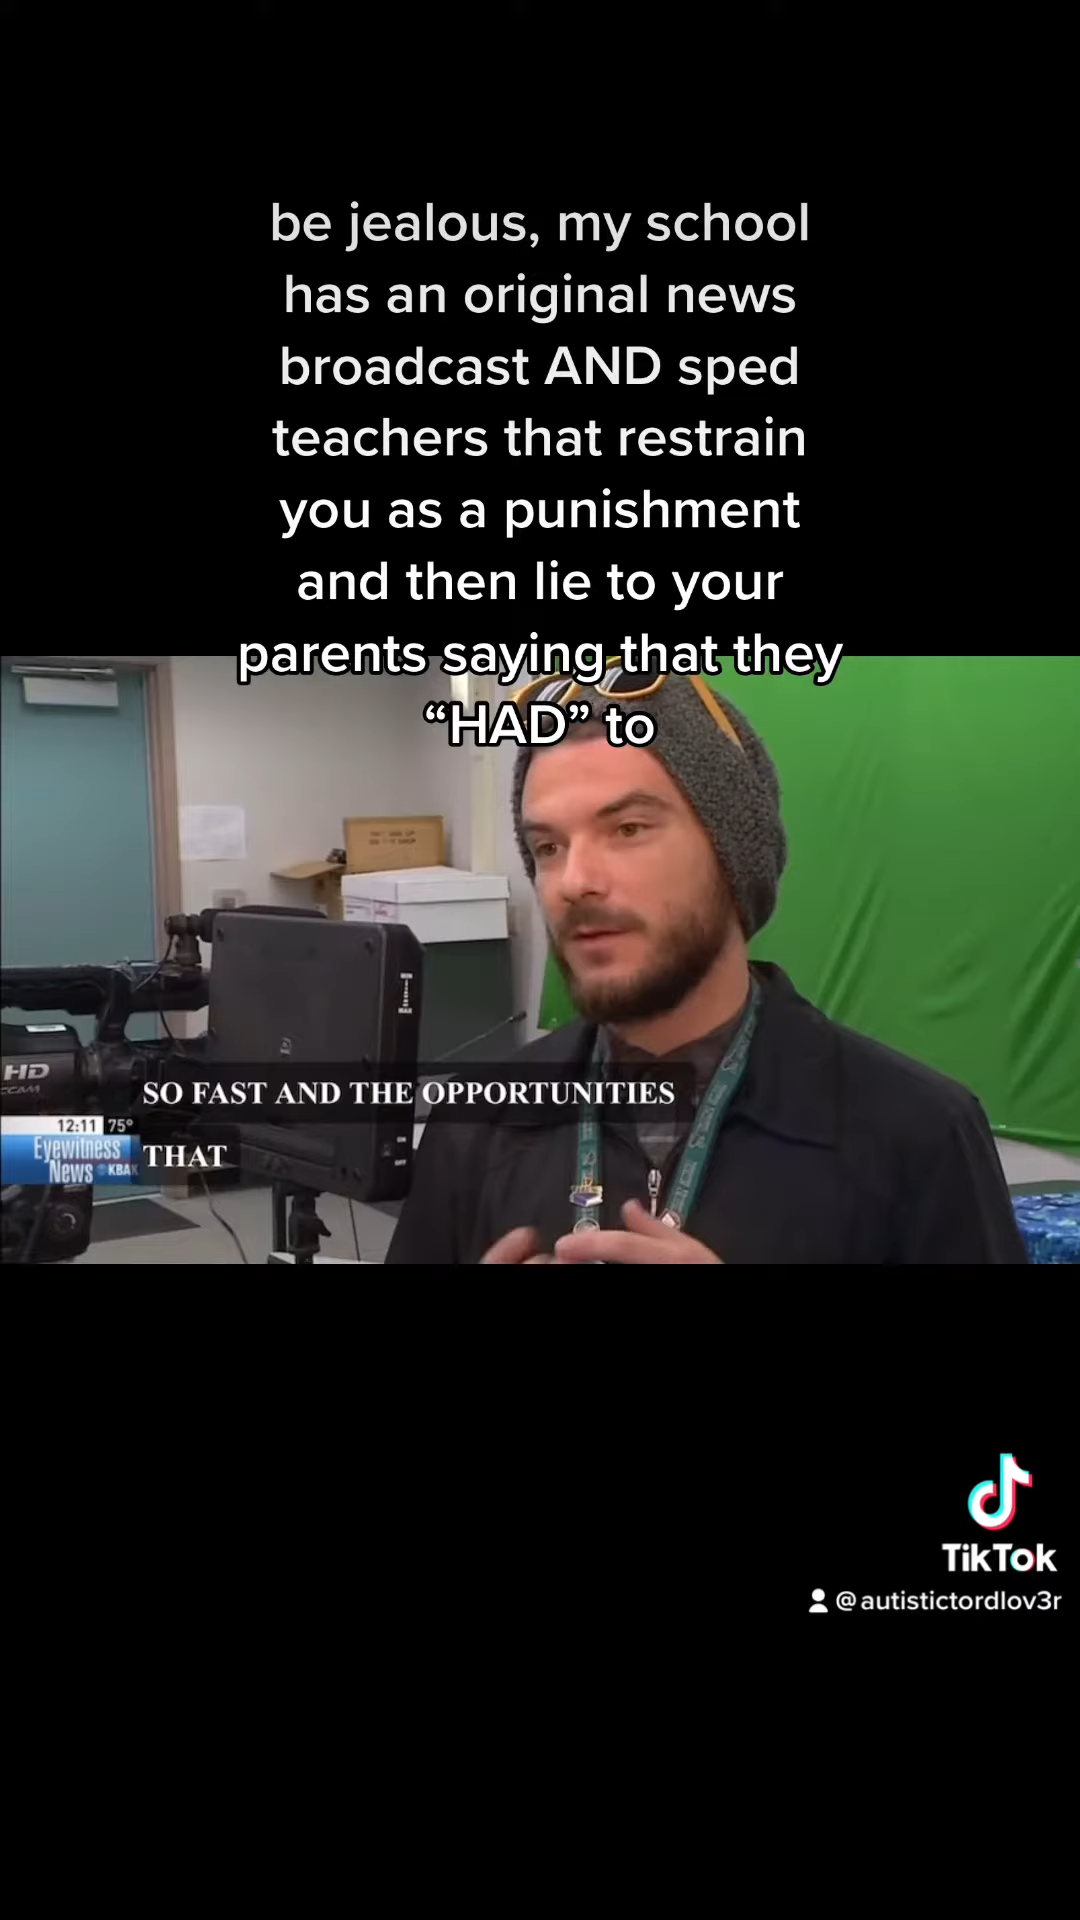 be jealous, my school
has an original news
broadcast AND sped
teachers that restrain
you as a punishment
and then lie to your
parents saying that they
“HAD” to
HD
SO FAST AND THE OPPORTUNITIES
12:11 75°
Eyewitness
News KBAK
THAT
TikTok
@autistictordlov3r